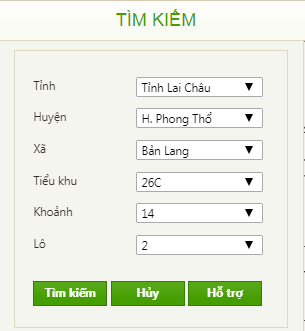 TÌM KIẾM
Tỉnh Tỉnh Lai Châu
Huyện H. Phong Thổ
Xã Bản Lang
Tiểu khu 26C
Khoảnh 14
Lô 2
Tìm kiếm Hủy Hỗ trợ